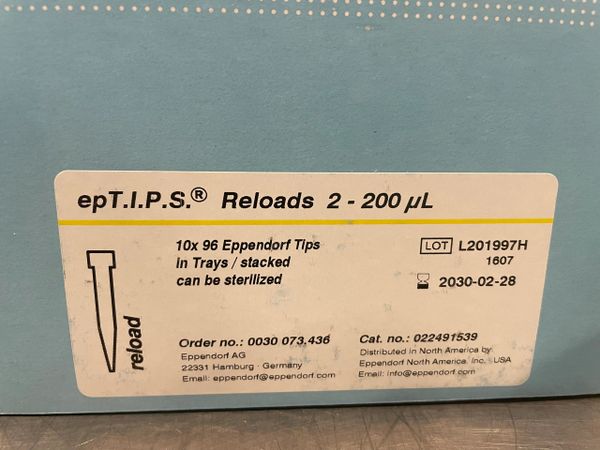 epT.I.P.S.® Reloads 2 - 200 µL
10x 96 Eppendorf Tips
in Trays / stacked
can be sterilized
LOT L201997H
1607
2030-02-28
reload
Order no.: 0030 073.436
Eppendorf AG
22331 Hamburg · Germany
Email: eppendorf@eppendorf.com
Cat. no.: 022491539
Distributed in North America by:
Eppendorf North America, Inc. · USA
Email: info@eppendorf.com